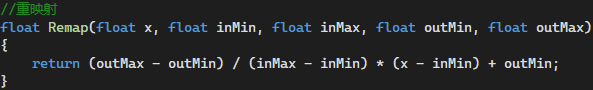 //重映射
float Remap(float x, float inMin, float inMax, float outMin, float outMax)
{
    return (outMax - outMin) / (inMax - inMin) * (x - inMin) + outMin;
}